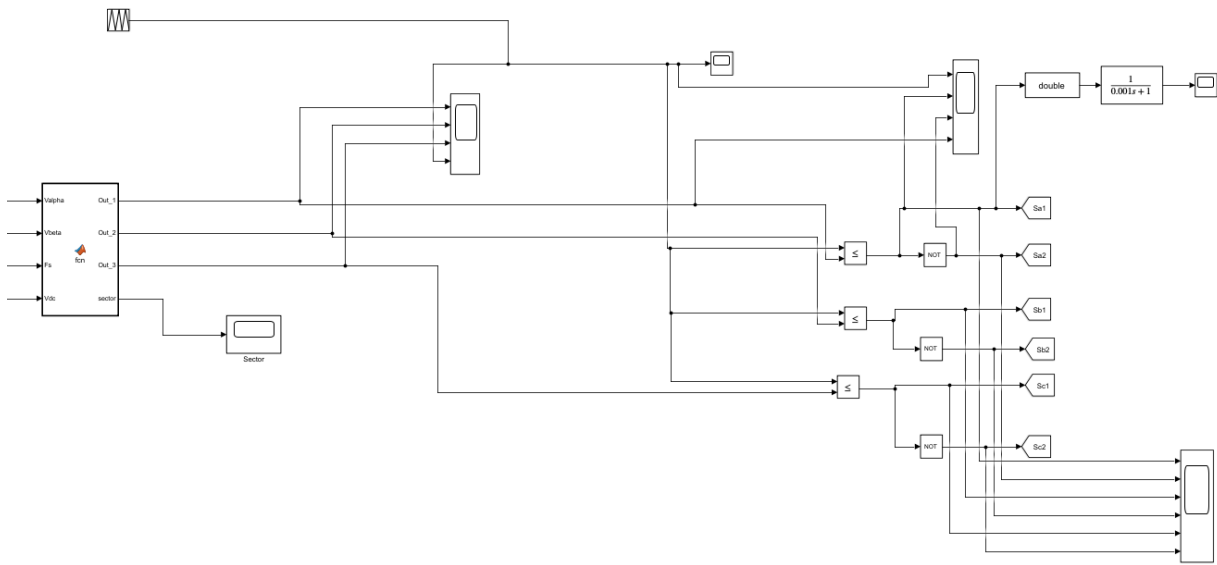 double
1
0.001s + 1
Valpha
Out_1
Vbeta
Out_2
fcn
Fs
Out_3
Vdc
sector
Sector
≤
NOT
Sa1
Sa2
≤
NOT
Sb1
Sb2
≤
NOT
Sc1
Sc2